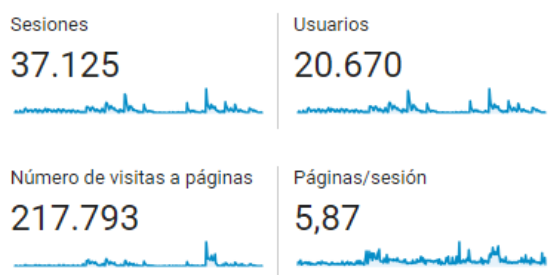 Sesiones
37.125
Usuarios
20.670
Número de visitas a páginas
217.793
Páginas/sesión
5,87